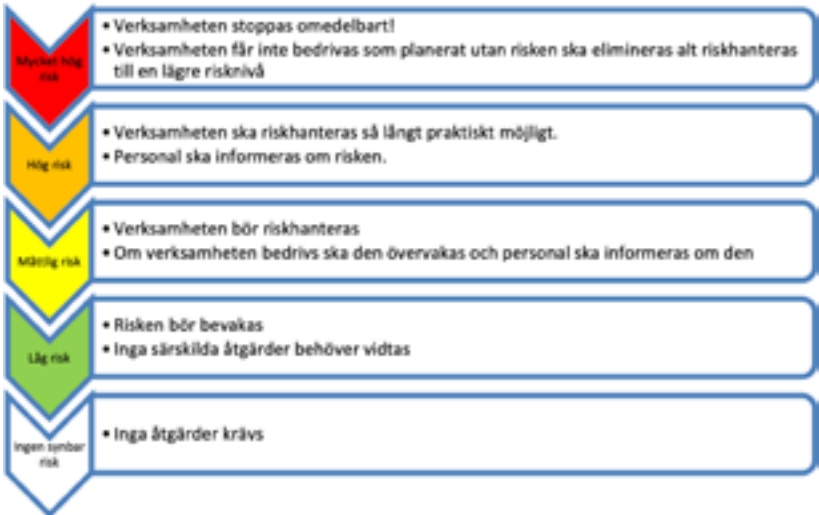 Mycket hög
risk
• Verksamheten stoppas omedelbart!
• Verksamheten får inte bedrivas som planerat utan risken ska elimineras alt riskhanteras
till en lägre risknivå
Hög risk
• Verksamheten ska riskhanteras så långt praktiskt möjligt.
• Personal ska informeras om risken.
Måttlig risk
• Verksamheten bör riskhanteras
• Om verksamheten bedrivs ska den övervakas och personal ska informeras om den
Låg risk
• Risken bör bevakas
• Inga särskilda åtgärder behöver vidtas
Ingen synbar
risk
• Inga åtgärder krävs